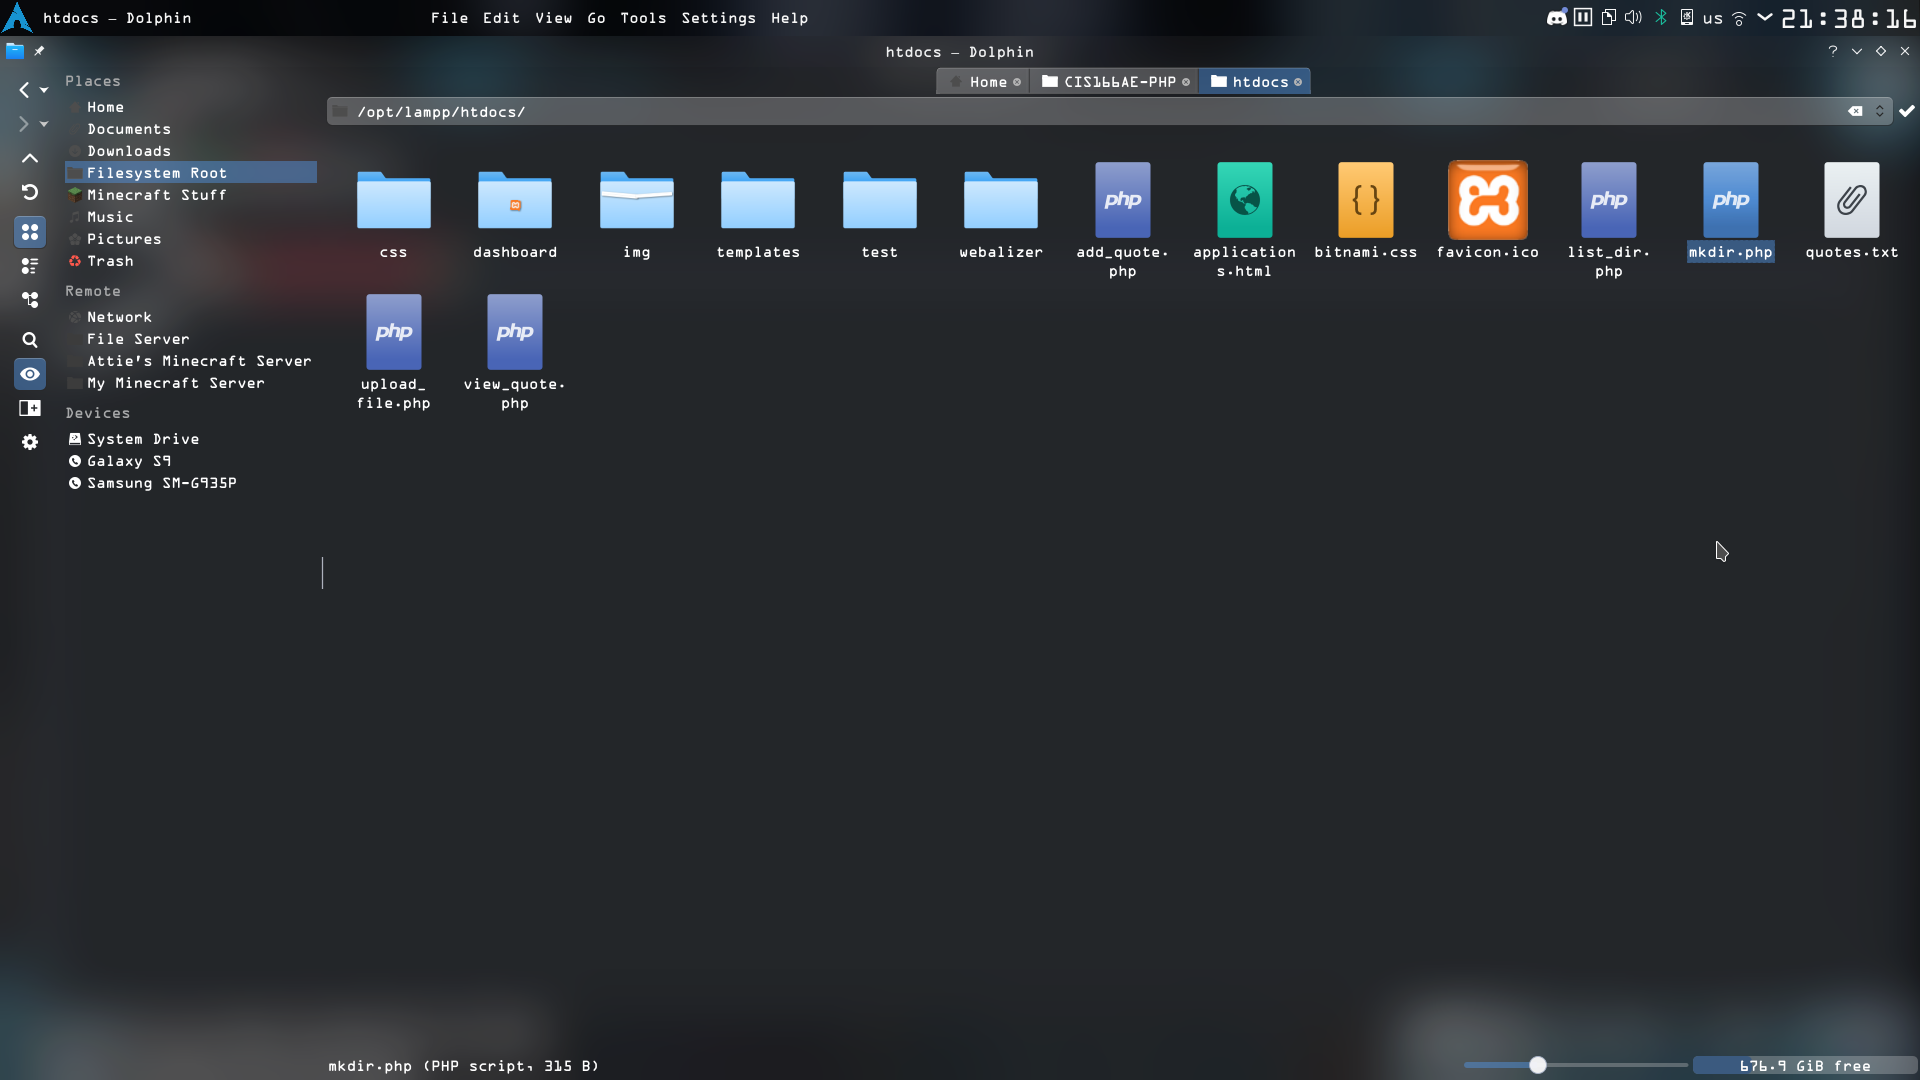 htdocs — Dolphin
File Edit View Go Tools Settings Help
us
21:38:16
htdocs — Dolphin
Home
CIS166AE-PHP
htdocs
/opt/lampp/htdocs/
Places
Home
Documents
Downloads
Filesystem Root
Minecraft Stuff
Music
Pictures
Trash
Remote
Network
File Server
Attie's Minecraft Server
My Minecraft Server
Devices
System Drive
Galaxy S9
Samsung SM-G935P
css
dashboard
img
templates
test
webalizer
php
add_quote.
php
application
s.html
{ }
bitnami.css
favicon.ico
php
list_dir.
php
php
mkdir.php
quotes.txt
php
upload_
file.php
php
view_quote.
php
mkdir.php (PHP script, 315 B)
676.9 GiB free